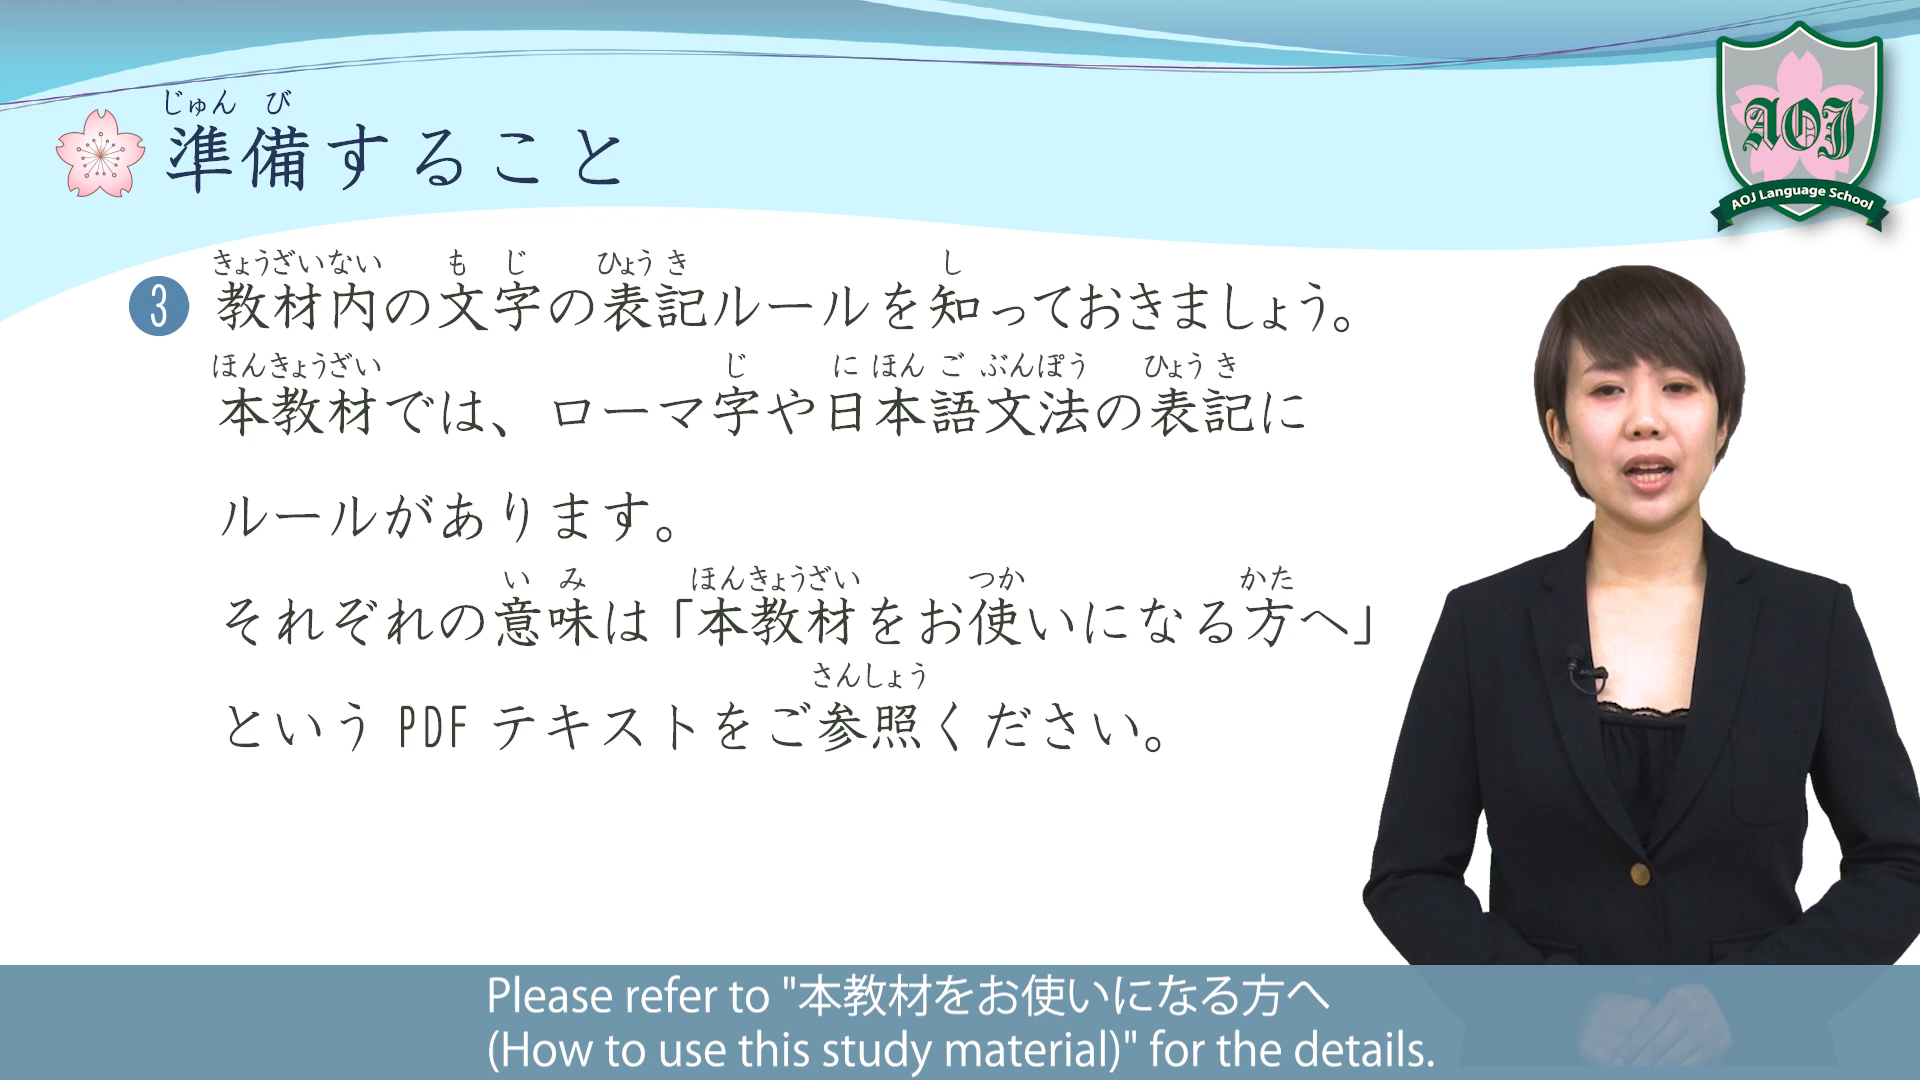 じゅん び
準備すること
AOJ
AOJ Language School
きょうざいない も じ ひょう き し
3 教材内の文字の表記ルールを知っておきましょう。
ほんきょうざい じ に ほん ご ぶんぽう ひょう き
本教材では、ローマ字や日本語文法の表記に
ルールがあります。
い み ほんきょうざい つか かた
それぞれの意味は「本教材をお使いになる方へ」
さんしょう
という PDF テキストをご参照ください。
Please refer to "本教材をお使いになる方へ
(How to use this study material)" for the details.